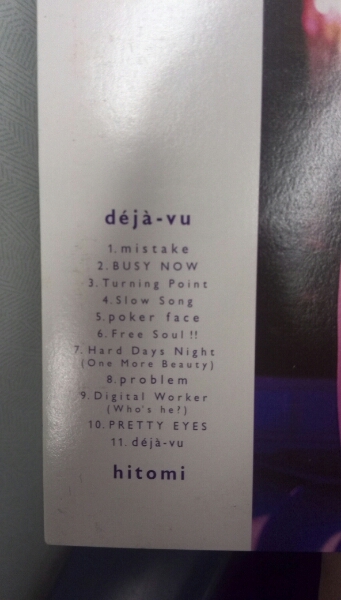 déjà-vu
1.mistake
2.BUSY NOW
3.Turning Point
4.Slow Song
5.poker face
6.Free Soul!!
7.Hard Days Night
(One More Beauty)
8.problem
9.Digital Worker
(Who's he?)
10.PRETTY EYES
11.déjà-vu
hitomi